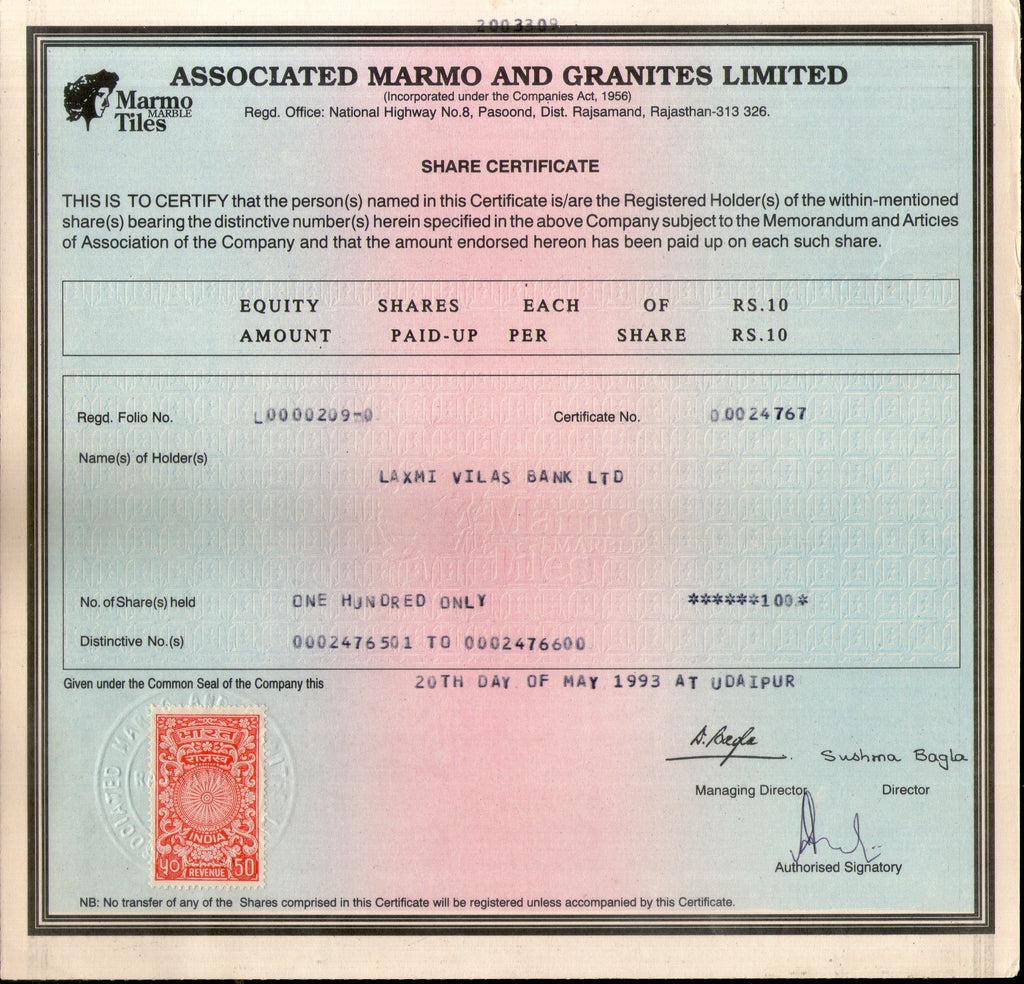 2003309
ASSOCIATED MARMO AND GRANITES LIMITED
(Incorporated under the Companies Act, 1956)
Regd. Office: National Highway No.8, Pasoond, Dist. Rajsamand, Rajasthan-313 326.
Marmo
MARBLE
Tiles
SHARE CERTIFICATE
THIS IS TO CERTIFY that the person(s) named in this Certificate is/are the Registered Holder(s) of the within-mentioned
share(s) bearing the distinctive number(s) herein specified in the above Company subject to the Memorandum and Articles
of Association of the Company and that the amount endorsed hereon has been paid up on each such share.
EQUITY SHARES EACH OF RS.10
AMOUNT PAID-UP PER SHARE RS.10
Regd. Folio No. L0000209-0 Certificate No. 00024767
Name(s) of Holder(s)
LAXMI VILAS BANK LTD
Marmo
MARBLE
Tiles
No. of Share(s) held ONE HUNDRED ONLY ******100.*
Distinctive No.(s) 0002476501 TO 0002476600
Given under the Common Seal of the Company this 20TH DAY OF MAY 1993 AT UDAIPUR
भारत
राजस्व
INDIA
५० REVENUE 50
D. Bagla Sushma Bagla
Managing Director Director
Authorised Signatory
NB: No transfer of any of the Shares comprised in this Certificate will be registered unless accompanied by this Certificate.